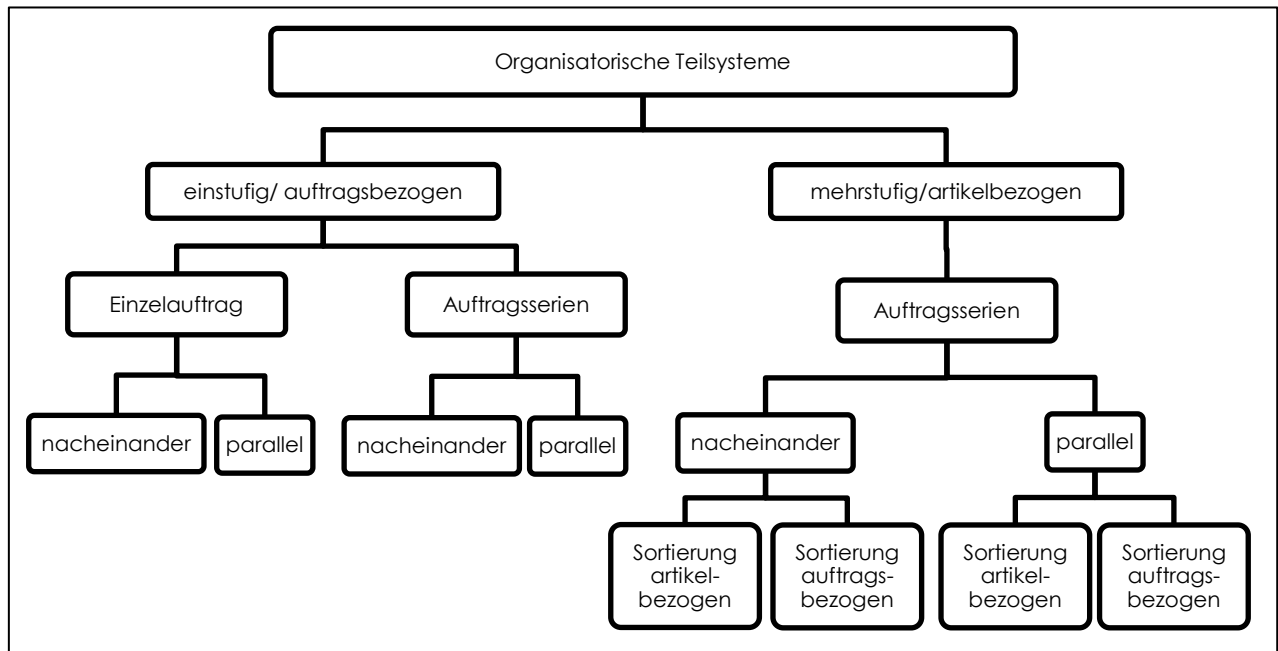 Organisatorische Teilsysteme
einstufig/ auftragsbezogen
mehrstufig/artikelbezogen
Einzelauftrag
Auftragsserien
Auftragsserien
nacheinander
parallel
nacheinander
parallel
nacheinander
parallel
Sortierung
artikel-
bezogen
Sortierung
auftrags-
bezogen
Sortierung
artikel-
bezogen
Sortierung
auftrags-
bezogen